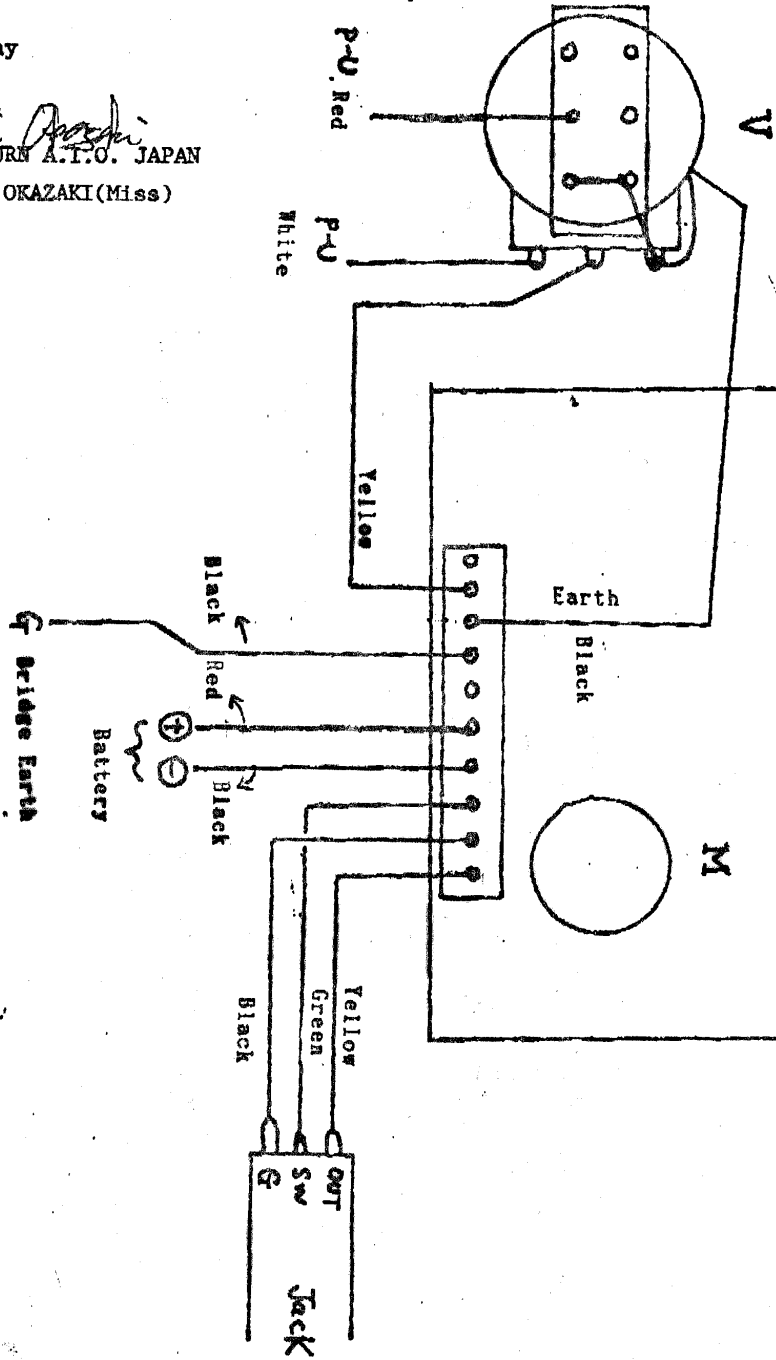 ay
URN A.I.O. JAPAN
OKAZAKI(Miss)
V
P-U
Red
P-U
White
Yellow
Earth
Black
Black
Red
G
Bridge Earth
+
-
Battery
Black
M
Black
Green
Yellow
OUT
SW
G
Jack